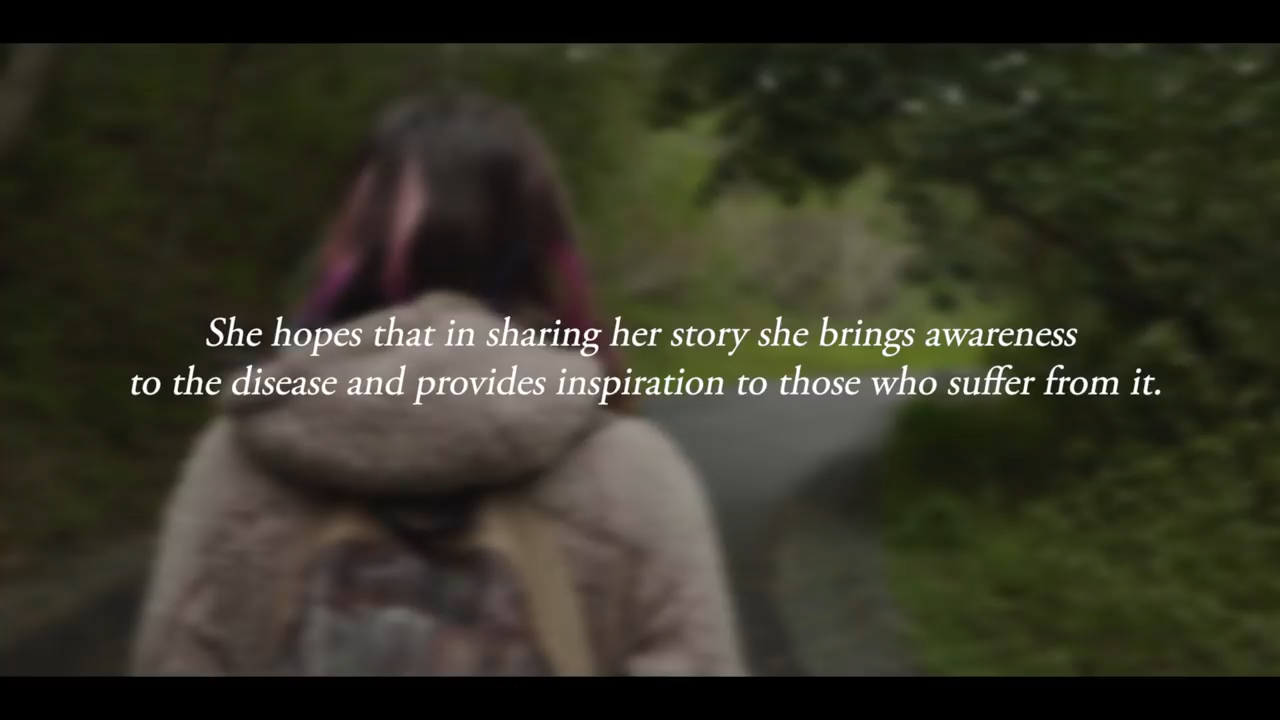 She hopes that in sharing her story she brings awareness
to the disease and provides inspiration to those who suffer from it.